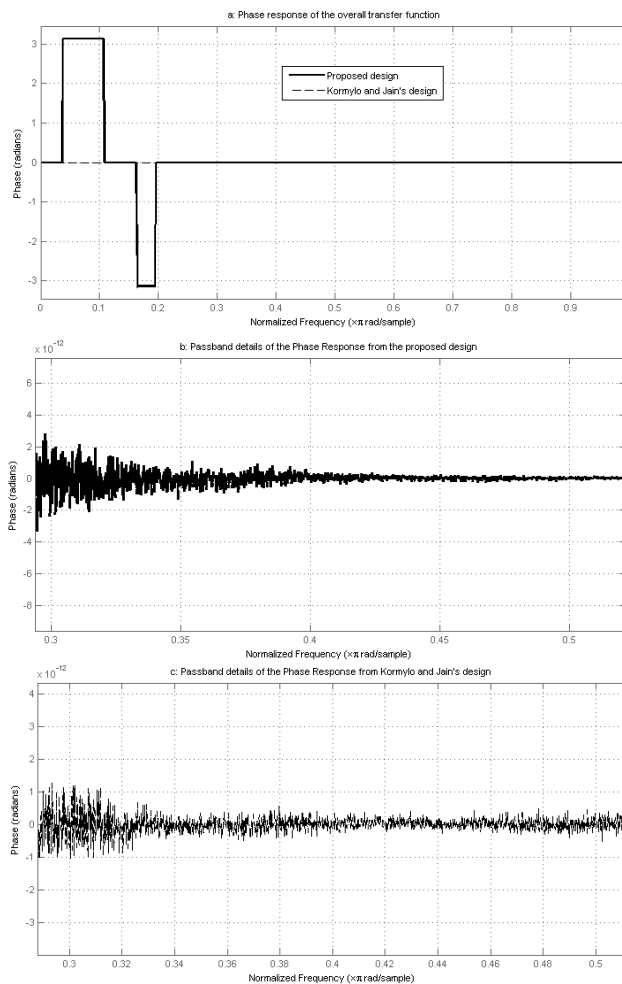 a: Phase response of the overall transfer function
3
2
1
0
-1
-2
-3
Phase (radians)
Proposed design
Kormylo and Jain's design
0 0.1 0.2 0.3 0.4 0.5 0.6 0.7 0.8 0.9
Normalized Frequency (×π rad/sample)
x 10^-12
b: Passband details of the Phase Response from the proposed design
6
4
2
0
-2
-4
-6
-8
Phase (radians)
0.3 0.35 0.4 0.45 0.5
Normalized Frequency (×π rad/sample)
x 10^-12
c: Passband details of the Phase Response from Kormylo and Jain's design
4
3
2
1
0
-1
-2
-3
Phase (radians)
0.3 0.32 0.34 0.36 0.38 0.4 0.42 0.44 0.46 0.48 0.5
Normalized Frequency (×π rad/sample)